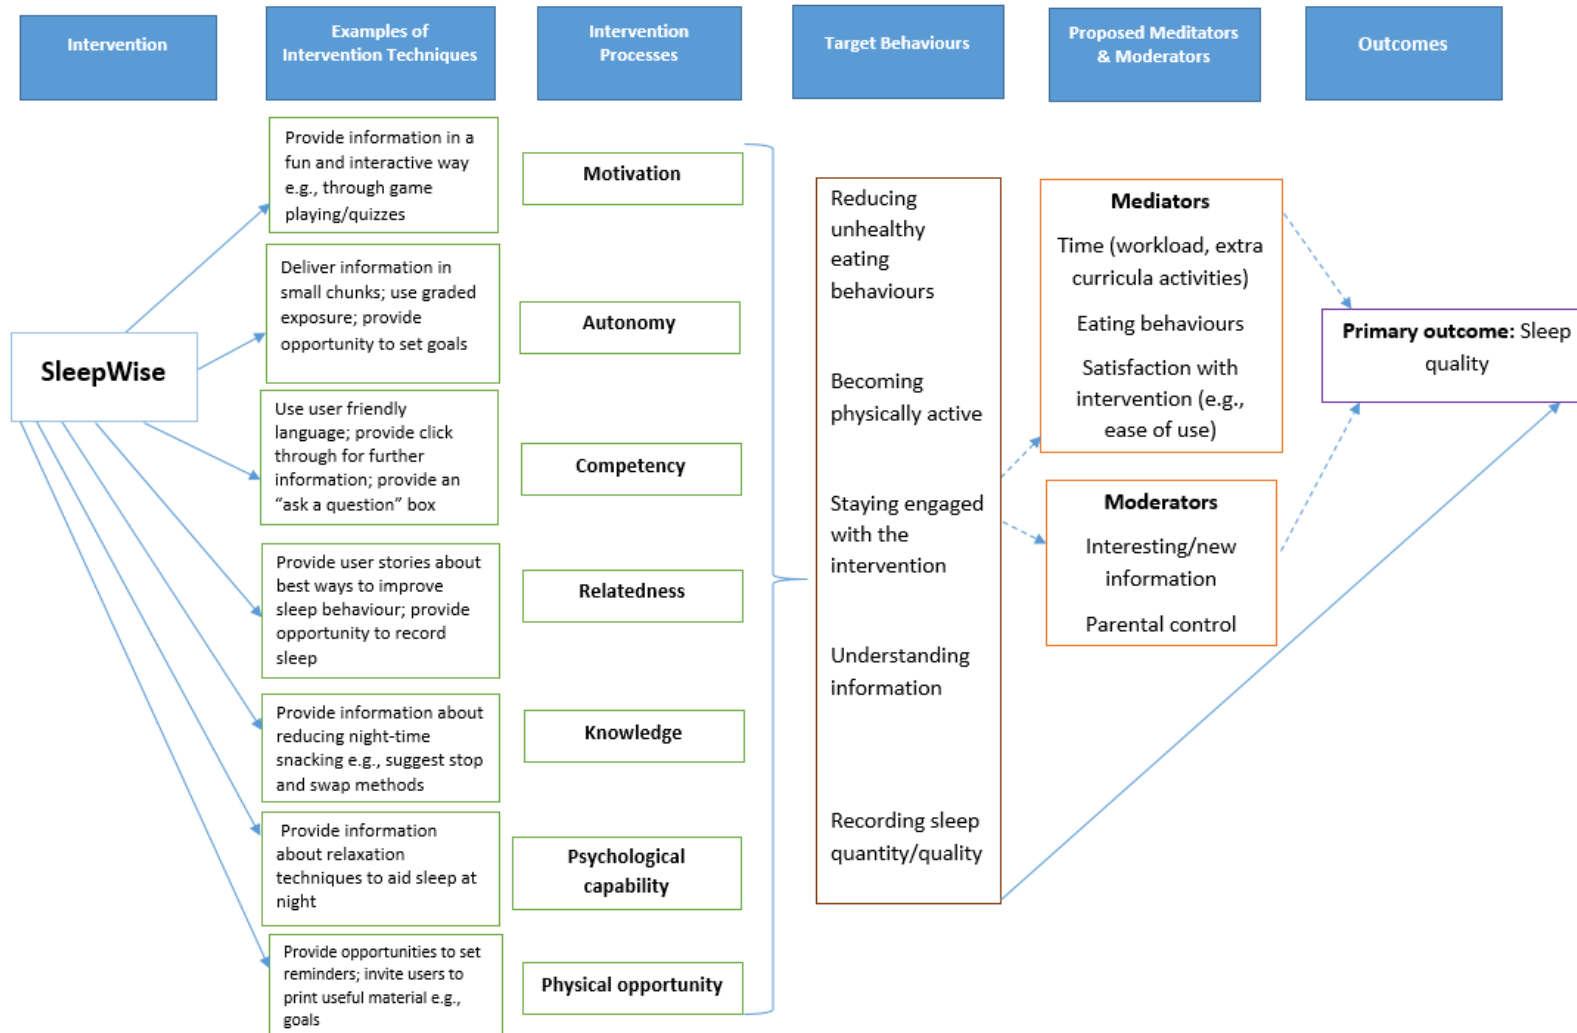 Intervention
Examples of
Intervention Techniques
Intervention
Processes
Target Behaviours
Proposed Meditators
& Moderators
Outcomes
SleepWise
Provide information in a
fun and interactive way
e.g., through game
playing/quizzes
Deliver information in
small chunks; use graded
exposure; provide
opportunity to set goals
Use user friendly
language; provide click
through for further
information; provide an
“ask a question” box
Provide user stories about
best ways to improve
sleep behaviour; provide
opportunity to record
sleep
Provide information about
reducing night-time
snacking e.g., suggest stop
and swap methods
Provide information
about relaxation
techniques to aid sleep at
night
Provide opportunities to set
reminders; invite users to
print useful material e.g.,
goals
Motivation
Autonomy
Competency
Relatedness
Knowledge
Psychological
capability
Physical opportunity
Reducing
unhealthy
eating
behaviours
Becoming
physically active
Staying engaged
with the
intervention
Understanding
information
Recording sleep
quantity/quality
Mediators
Time (workload, extra
curricula activities)
Eating behaviours
Satisfaction with
intervention (e.g.,
ease of use)
Moderators
Interesting/new
information
Parental control
Primary outcome: Sleep
quality